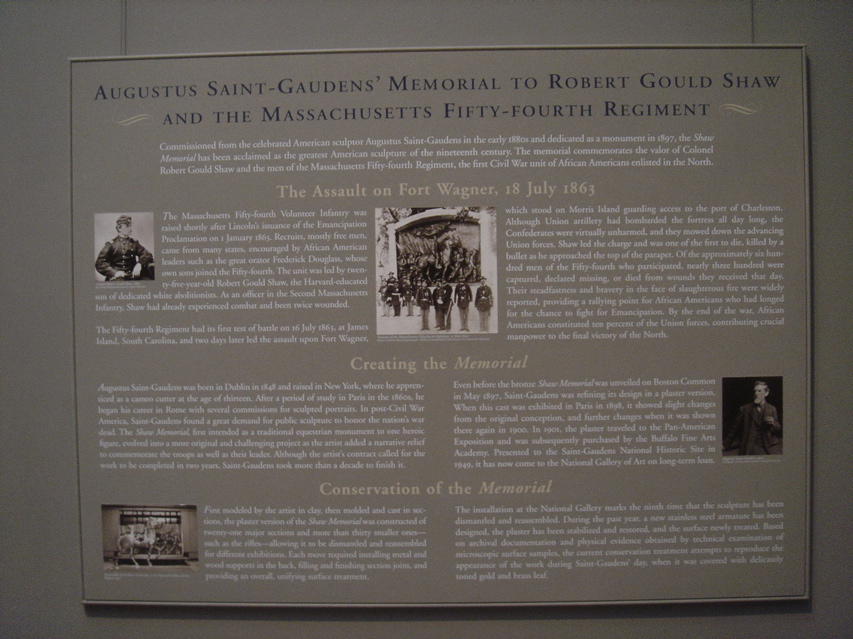 Augustus Saint-Gaudens' Memorial to Robert Gould Shaw
and the Massachusetts Fifty-fourth Regiment
Commissioned from the celebrated American sculptor Augustus Saint-Gaudens in the early 1880s and dedicated as a monument in 1897, the Shaw
Memorial has been acclaimed as the greatest American sculpture of the nineteenth century. The memorial commemorates the valor of Colonel
Robert Gould Shaw and the men of the Massachusetts Fifty-fourth Regiment, the first Civil War unit of African Americans enlisted in the North.
The Assault on Fort Wagner, 18 July 1863
The Massachusetts Fifty-fourth Volunteer Infantry was
raised shortly after Lincoln's issuance of the Emancipation
Proclamation on 1 January 1863. Recruits, mostly free men,
came from many states, encouraged by African American
leaders such as the great orator Frederick Douglass, whose
own sons joined the Fifty-fourth. The unit was led by twen-
ty-five-year-old Robert Gould Shaw, the Harvard-educated
son of dedicated white abolitionists. As an officer in the Second Massachusetts
Infantry, Shaw had already experienced combat and been twice wounded.
The Fifty-fourth Regiment had its first test of battle on 16 July 1863, at James
Island, South Carolina, and two days later led the assault upon Fort Wagner,
which stood on Morris Island guarding access to the port of Charleston.
Although Union artillery had bombarded the fortress all day long, the
Confederates were virtually unharmed, and they mowed down the advancing
Union forces. Shaw led the charge and was one of the first to die, killed by a
bullet as he approached the top of the parapet. Of the approximately six hun-
dred men of the Fifty-fourth who participated, nearly three hundred were
captured, declared missing, or died from wounds they received that day.
Their steadfastness and bravery in the face of slaughterous fire were widely
reported, providing a rallying point for African Americans who had longed
for the chance to fight for Emancipation. By the end of the war, African
Americans constituted ten percent of the Union forces, contributing crucial
manpower to the final victory of the North.
Creating the Memorial
Augustus Saint-Gaudens was born in Dublin in 1848 and raised in New York, where he appren-
ticed as a cameo cutter at the age of thirteen. After a period of study in Paris in the 1860s, he
began his career in Rome with several commissions for sculpted portraits. In post-Civil War
America, Saint-Gaudens found a great demand for public sculpture to honor the nation's war
dead. The Shaw Memorial, first intended as a traditional equestrian monument to one heroic
figure, evolved into a more original and challenging project as the artist added a narrative relief
to commemorate the troops as well as their leader. Although the artist's contract called for the
work to be completed in two years, Saint-Gaudens took more than a decade to finish it.
Even before the bronze Shaw Memorial was unveiled on Boston Common
in May 1897, Saint-Gaudens was refining its design in a plaster version.
When this cast was exhibited in Paris in 1898, it showed slight changes
from the original conception, and further changes when it was shown
there again in 1900. In 1901, the plaster traveled to the Pan-American
Exposition and was subsequently purchased by the Buffalo Fine Arts
Academy. Presented to the Saint-Gaudens National Historic Site in
1949, it has now come to the National Gallery of Art on long-term loan.
Conservation of the Memorial
First modeled by the artist in clay, then molded and cast in sec-
tions, the plaster version of the Shaw Memorial was constructed of
twenty-one major sections and more than thirty smaller ones—
such as the rifles—allowing it to be dismantled and reassembled
for different exhibitions. Each move required installing metal and
wood supports in the back, filling and finishing section joints, and
providing an overall, unifying surface treatment.
The installation at the National Gallery marks the ninth time that the sculpture has been
dismantled and reassembled. During the past year, a new stainless steel armature has been
designed, the plaster has been stabilized and restored, and the surface newly treated. Based
on archival documentation and physical evidence obtained by technical examination of
microscopic surface samples, the current conservation treatment attempts to reproduce the
appearance of the work during Saint-Gaudens' day, when it was covered with delicately
toned gold and brass leaf.